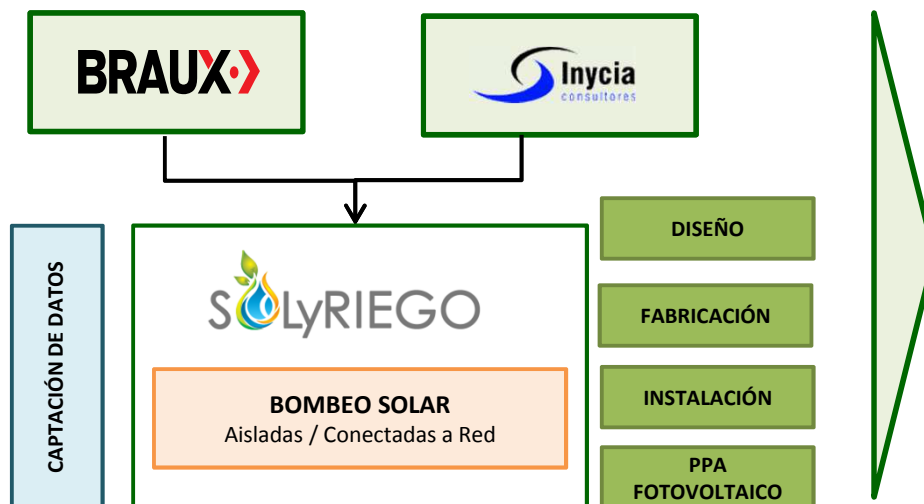 BRAUX
Inycia
consultores
CAPTACIÓN DE DATOS
SOLyRIEGO
BOMBEO SOLAR
Aisladas / Conectadas a Red
DISEÑO
FABRICACIÓN
INSTALACIÓN
PPA
FOTOVOLTAICO